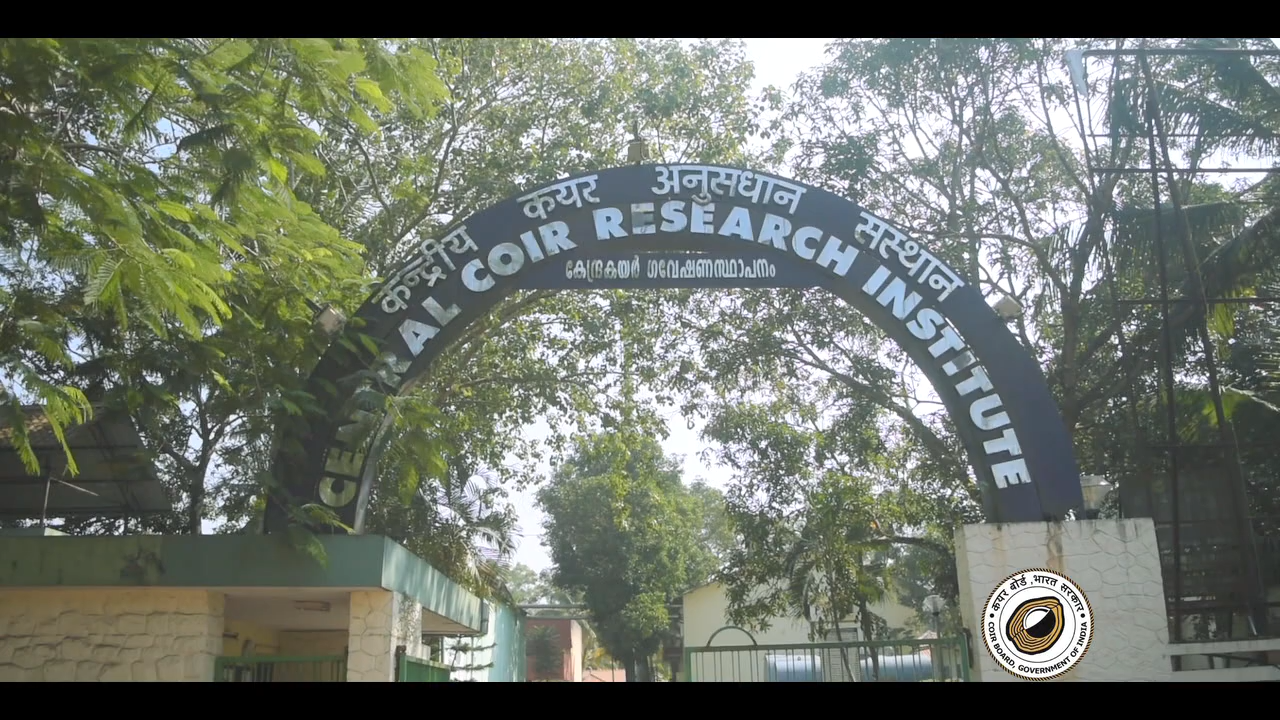 केन्द्रीय कयर अनुसधान सस्थान
CENTRAL COIR RESEARCH INSTITUTE
കേന്ദ്രകയർ ഗവേഷണസ്ഥാപനം
कयर बोर्ड, भारत सरकार
COIR BOARD, GOVERNMENT OF INDIA